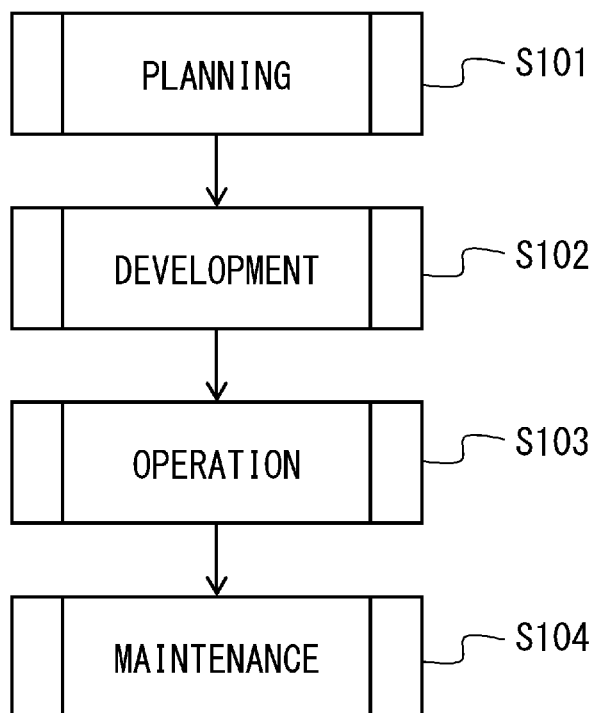 PLANNING
S101
DEVELOPMENT
S102
OPERATION
S103
MAINTENANCE
S104